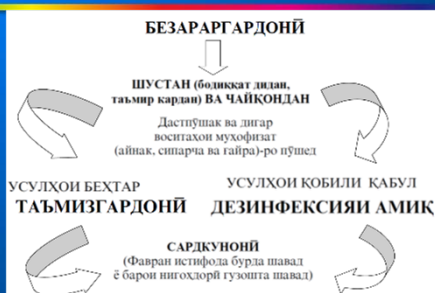 БЕЗАРАРГАРДОНӢ
ШУСТАН (бодиққат дидан,
таъмир кардан) ВА ЧАЙҚОНДАН
Дастпӯшак ва дигар
воситаҳои муҳофизат
(айнак, сипарча ва ғайра)-ро пӯшед
УСУЛҲОИ БЕҲТАР
ТАЪМИЗГАРДОНӢ
УСУЛҲОИ ҚОБИЛИ ҚАБУЛ
ДЕЗИНФЕКСИЯИ АМИҚ
САРДКУНОНӢ
(Фавран истифода бурда шавад
ё барои нигоҳдорӣ гузошта шавад)